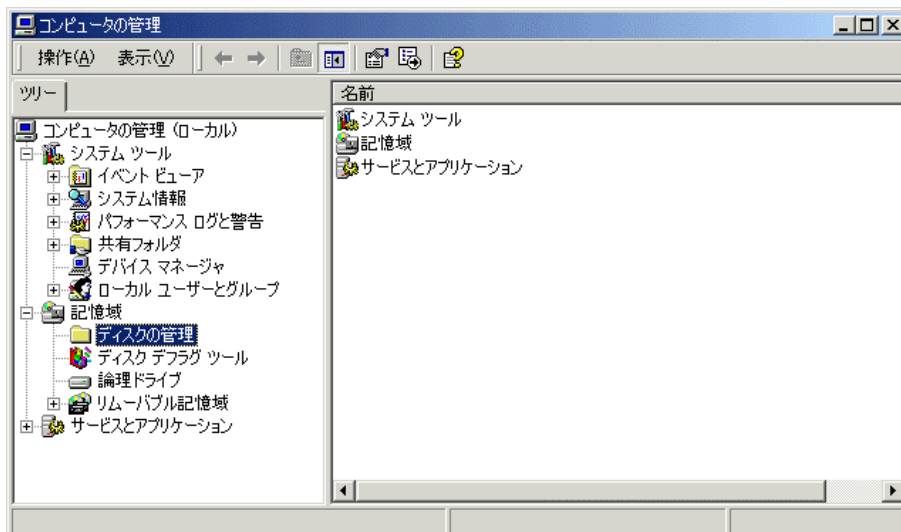 コンピュータの管理
操作(A) 表示(V)
ツリー
コンピュータの管理 (ローカル)
システム ツール
イベント ビューア
システム情報
パフォーマンス ログと警告
共有フォルダ
デバイス マネージャ
ローカル ユーザーとグループ
記憶域
ディスクの管理
ディスク デフラグ ツール
論理ドライブ
リムーバブル記憶域
サービスとアプリケーション
名前
システム ツール
記憶域
サービスとアプリケーション